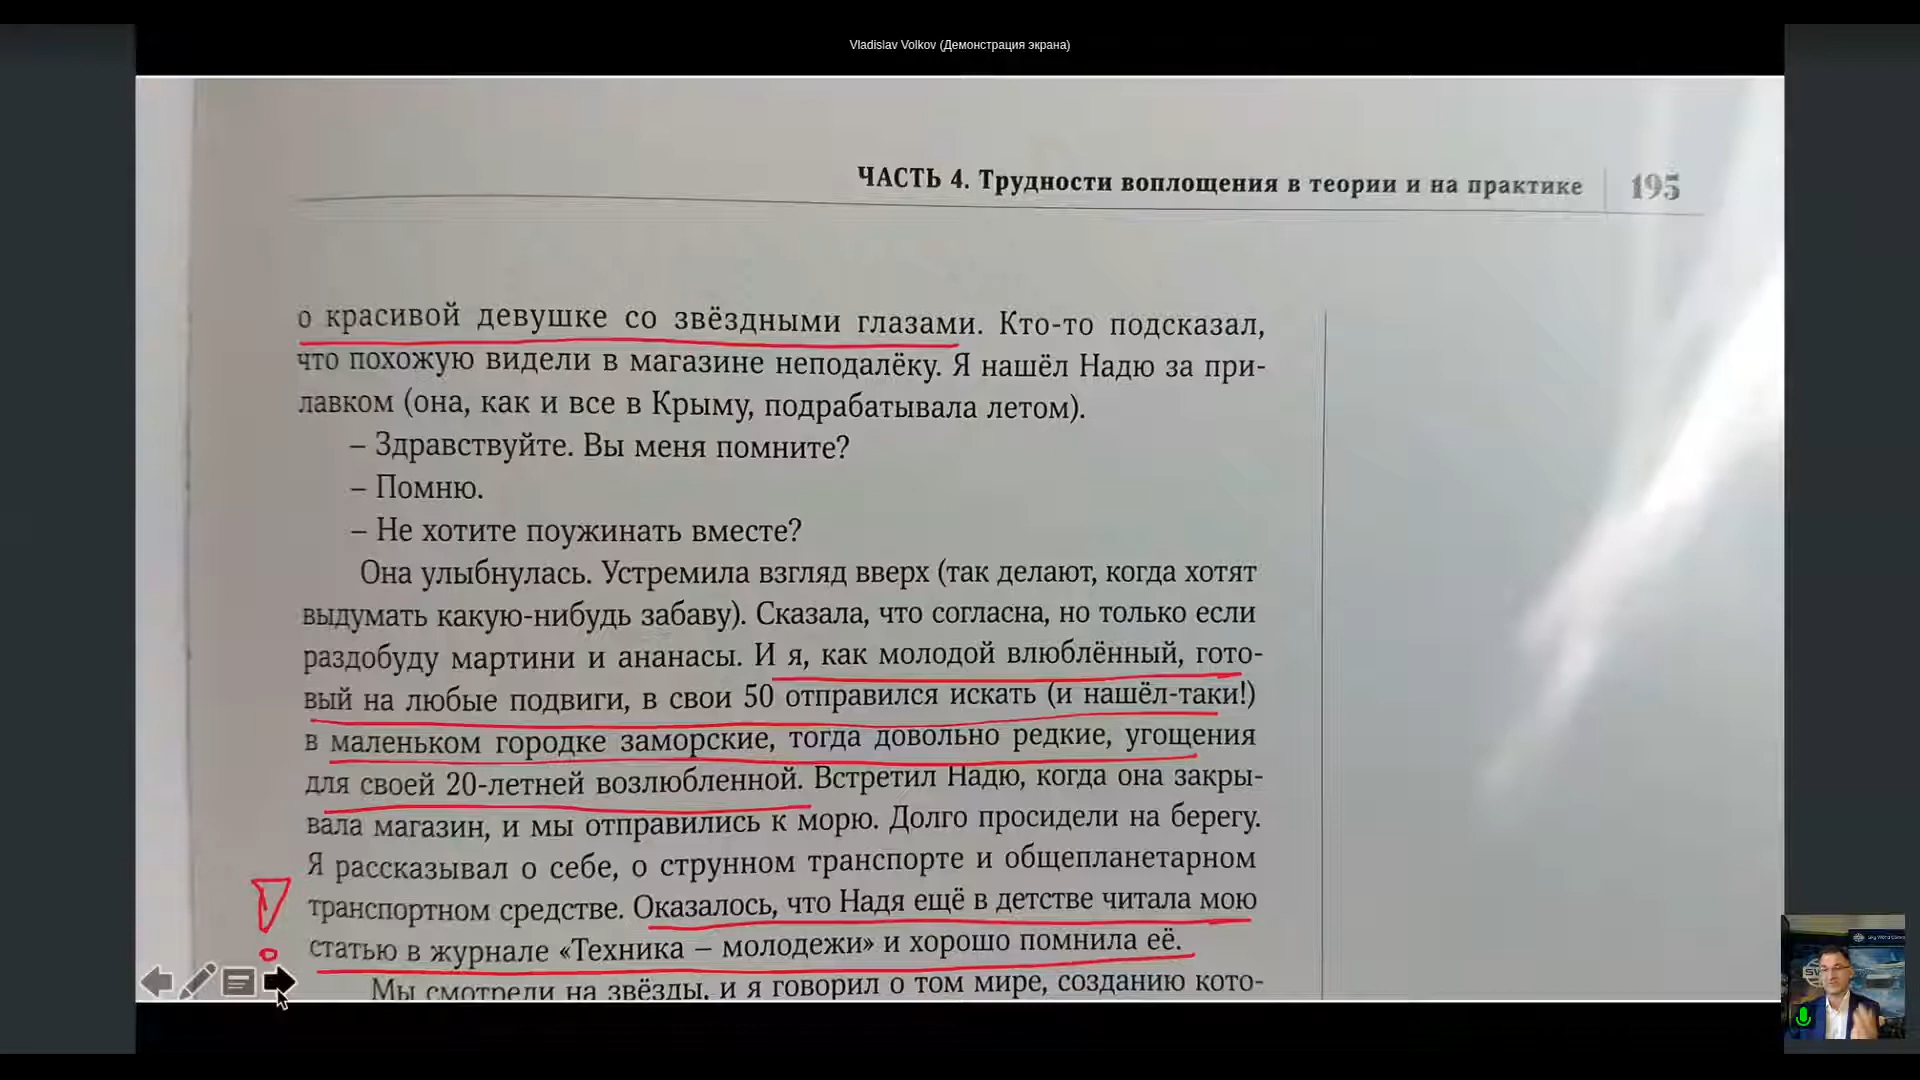 Vladislav Volkov (Демонстрация экрана)
ЧАСТЬ 4. Трудности воплощения в теории и на практике 195
о красивой девушке со звёздными глазами. Кто-то подсказал,
что похожую видели в магазине неподалёку. Я нашёл Надю за при-
лавком (она, как и все в Крыму, подрабатывала летом).
– Здравствуйте. Вы меня помните?
– Помню.
– Не хотите поужинать вместе?
Она улыбнулась. Устремила взгляд вверх (так делают, когда хотят
выдумать какую-нибудь забаву). Сказала, что согласна, но только если
раздобуду мартини и ананасы. И я, как молодой влюблённый, гото-
вый на любые подвиги, в свои 50 отправился искать (и нашёл-таки!)
в маленьком городке заморские, тогда довольно редкие, угощения
для своей 20-летней возлюбленной. Встретил Надю, когда она закры-
вала магазин, и мы отправились к морю. Долго просидели на берегу.
Я рассказывал о себе, о струнном транспорте и общепланетарном
транспортном средстве. Оказалось, что Надя ещё в детстве читала мою
статью в журнале «Техника – молодежи» и хорошо помнила её.
Мы смотрели на звёзды, и я говорил о том мире, созданию кото-